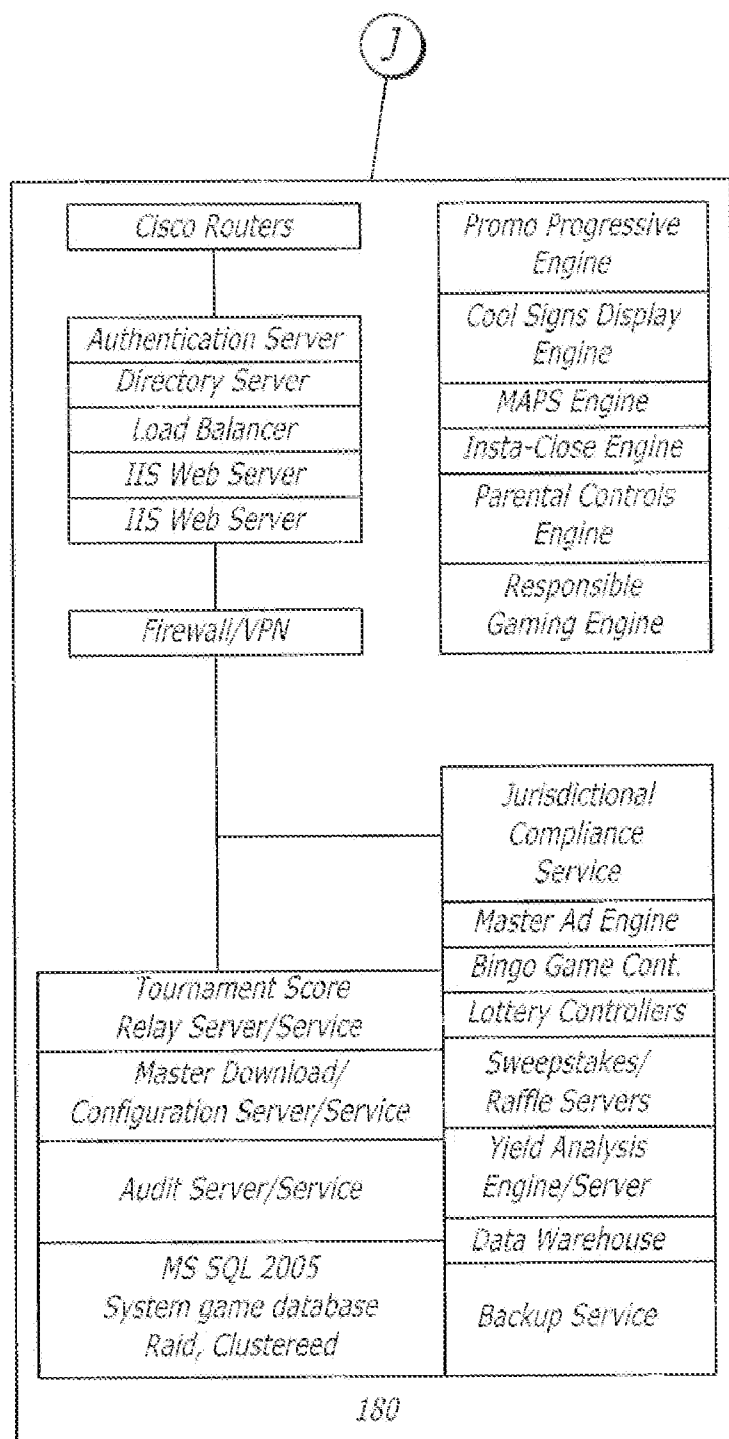 J
Cisco Routers
Authentication Server
Directory Server
Load Balancer
IIS Web Server
IIS Web Server
Firewall/VPN
Promo Progressive
Engine
Cool Signs Display
Engine
MAPS Engine
Insta-Close Engine
Parental Controls
Engine
Responsible
Gaming Engine
Tournament Score
Relay Server/Service
Master Download/
Configuration Server/Service
Audit Server/Service
MS SQL 2005
System game database
Raid, Clustereed
Jurisdictional
Compliance
Service
Master Ad Engine
Bingo Game Cont.
Lottery Controllers
Sweepstakes/
Raffle Servers
Yield Analysis
Engine/Server
Data Warehouse
Backup Service
180